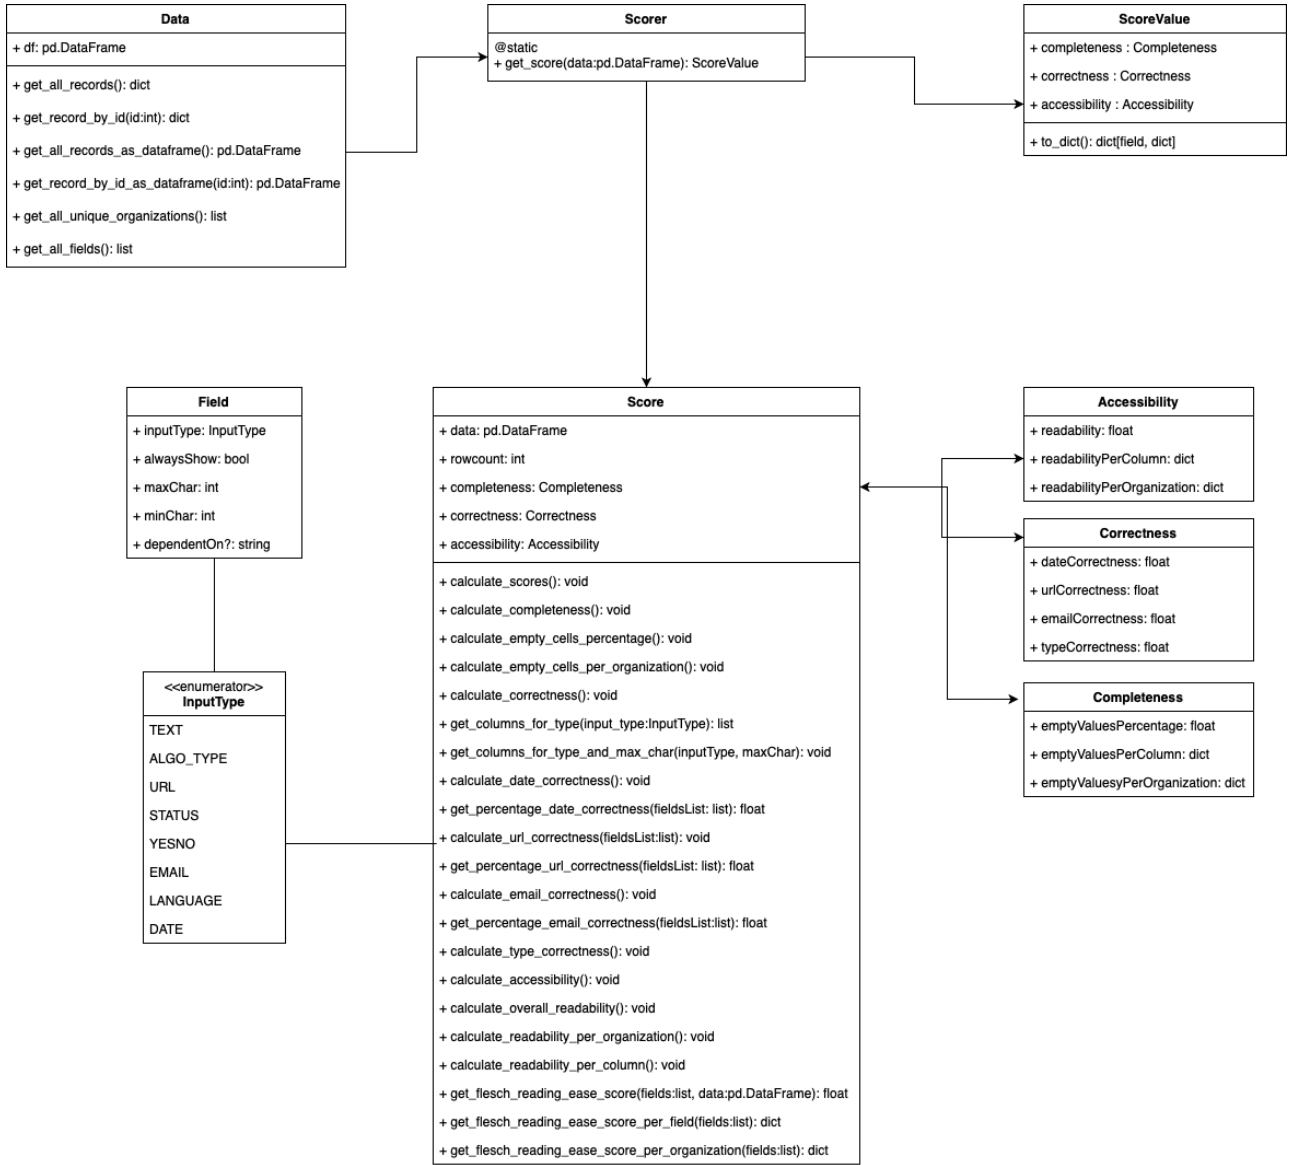 Data
+ df: pd.DataFrame
+ get_all_records(): dict
+ get_record_by_id(id:int): dict
+ get_all_records_as_dataframe(): pd.DataFrame
+ get_record_by_id_as_dataframe(id:int): pd.DataFrame
+ get_all_unique_organizations(): list
+ get_all_fields(): list
Scorer
@static
+ get_score(data:pd.DataFrame): ScoreValue
ScoreValue
+ completeness : Completeness
+ correctness : Correctness
+ accessibility : Accessibility
+ to_dict(): dict[field, dict]
Field
+ inputType: InputType
+ alwaysShow: bool
+ maxChar: int
+ minChar: int
+ dependentOn?: string
<<enumerator>>
InputType
TEXT
ALGO_TYPE
URL
STATUS
YESNO
EMAIL
LANGUAGE
DATE
Score
+ data: pd.DataFrame
+ rowcount: int
+ completeness: Completeness
+ correctness: Correctness
+ accessibility: Accessibility
+ calculate_scores(): void
+ calculate_completeness(): void
+ calculate_empty_cells_percentage(): void
+ calculate_empty_cells_per_organization(): void
+ calculate_correctness(): void
+ get_columns_for_type(input_type:InputType): list
+ get_columns_for_type_and_max_char(inputType, maxChar): void
+ calculate_date_correctness(): void
+ get_percentage_date_correctness(fieldsList: list): float
+ calculate_url_correctness(fieldsList:list): void
+ get_percentage_url_correctness(fieldsList: list): float
+ calculate_email_correctness(): void
+ get_percentage_email_correctness(fieldsList:list): float
+ calculate_type_correctness(): void
+ calculate_accessibility(): void
+ calculate_overall_readability(): void
+ calculate_readability_per_organization(): void
+ calculate_readability_per_column(): void
+ get_flesch_reading_ease_score(fields:list, data:pd.DataFrame): float
+ get_flesch_reading_ease_score_per_field(fields:list): dict
+ get_flesch_reading_ease_score_per_organization(fields:list): dict
Accessibility
+ readability: float
+ readabilityPerColumn: dict
+ readabilityPerOrganization: dict
Correctness
+ dateCorrectness: float
+ urlCorrectness: float
+ emailCorrectness: float
+ typeCorrectness: float
Completeness
+ emptyValuesPercentage: float
+ emptyValuesPerColumn: dict
+ emptyValuesyPerOrganization: dict